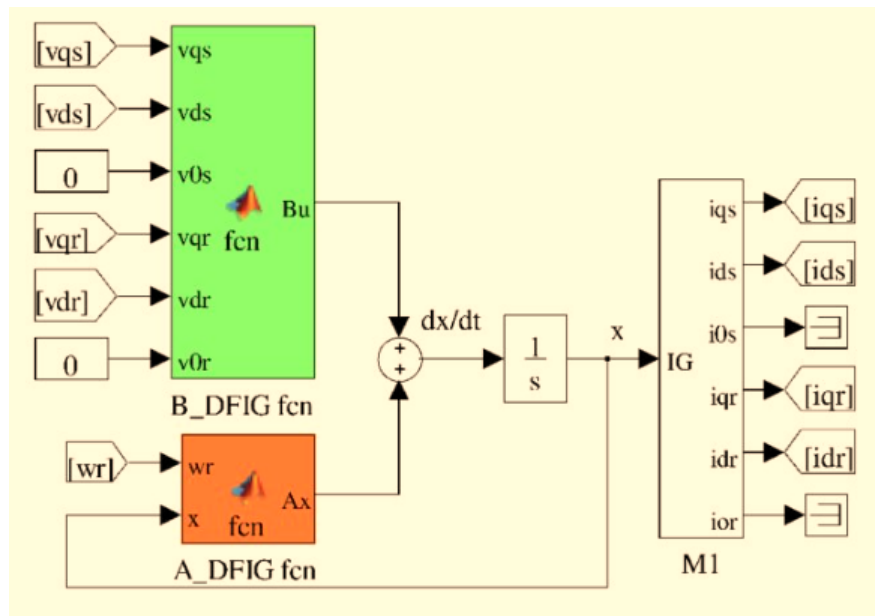 [vqs]
vqs
[vds]
vds
0
v0s
[vqr]
vqr
[vdr]
vdr
0
v0r
fcn
Bu
B_DFIG fcn
[wr]
wr
x
fcn
Ax
A_DFIG fcn
+
+
dx/dt
1
s
x
IG
iqs
[iqs]
ids
[ids]
i0s
iqr
[iqr]
idr
[idr]
ior
M1